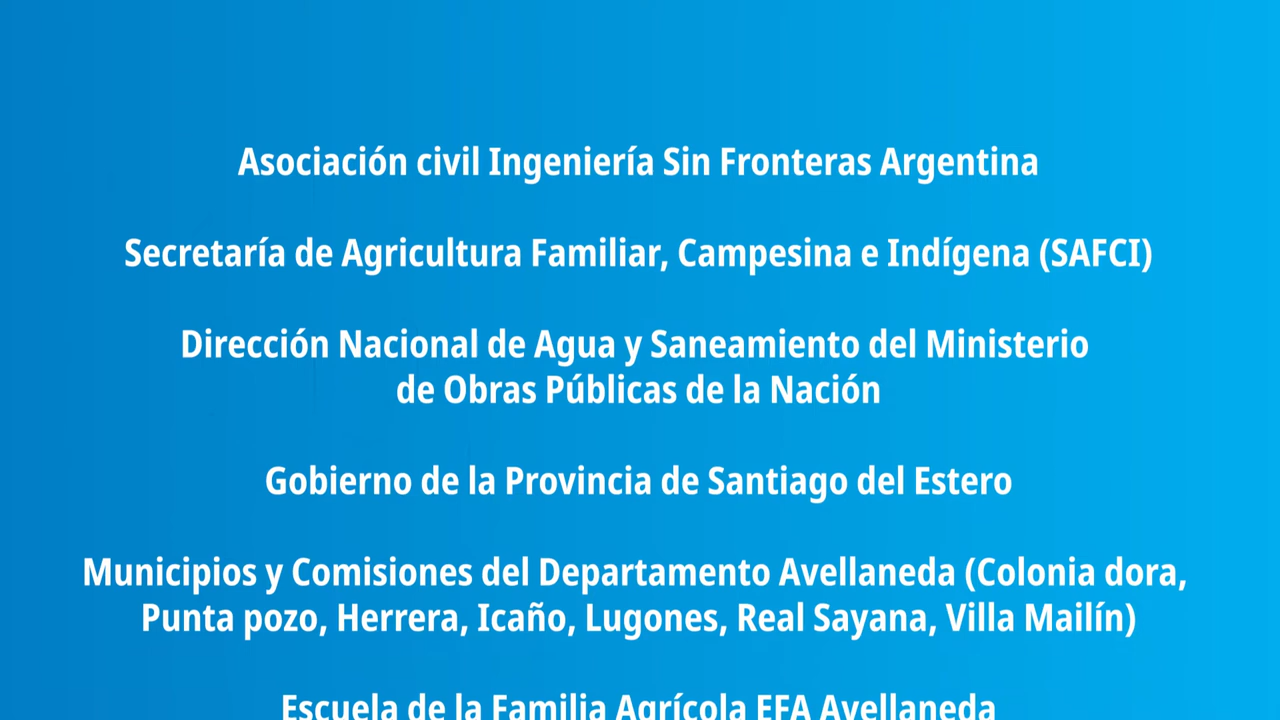 Asociación civil Ingeniería Sin Fronteras Argentina
Secretaría de Agricultura Familiar, Campesina e Indígena (SAFCI)
Dirección Nacional de Agua y Saneamiento del Ministerio
de Obras Públicas de la Nación
Gobierno de la Provincia de Santiago del Estero
Municipios y Comisiones del Departamento Avellaneda (Colonia dora,
Punta pozo, Herrera, Icaño, Lugones, Real Sayana, Villa Mailín)
Escuela de la Familia Agrícola EFA Avellaneda